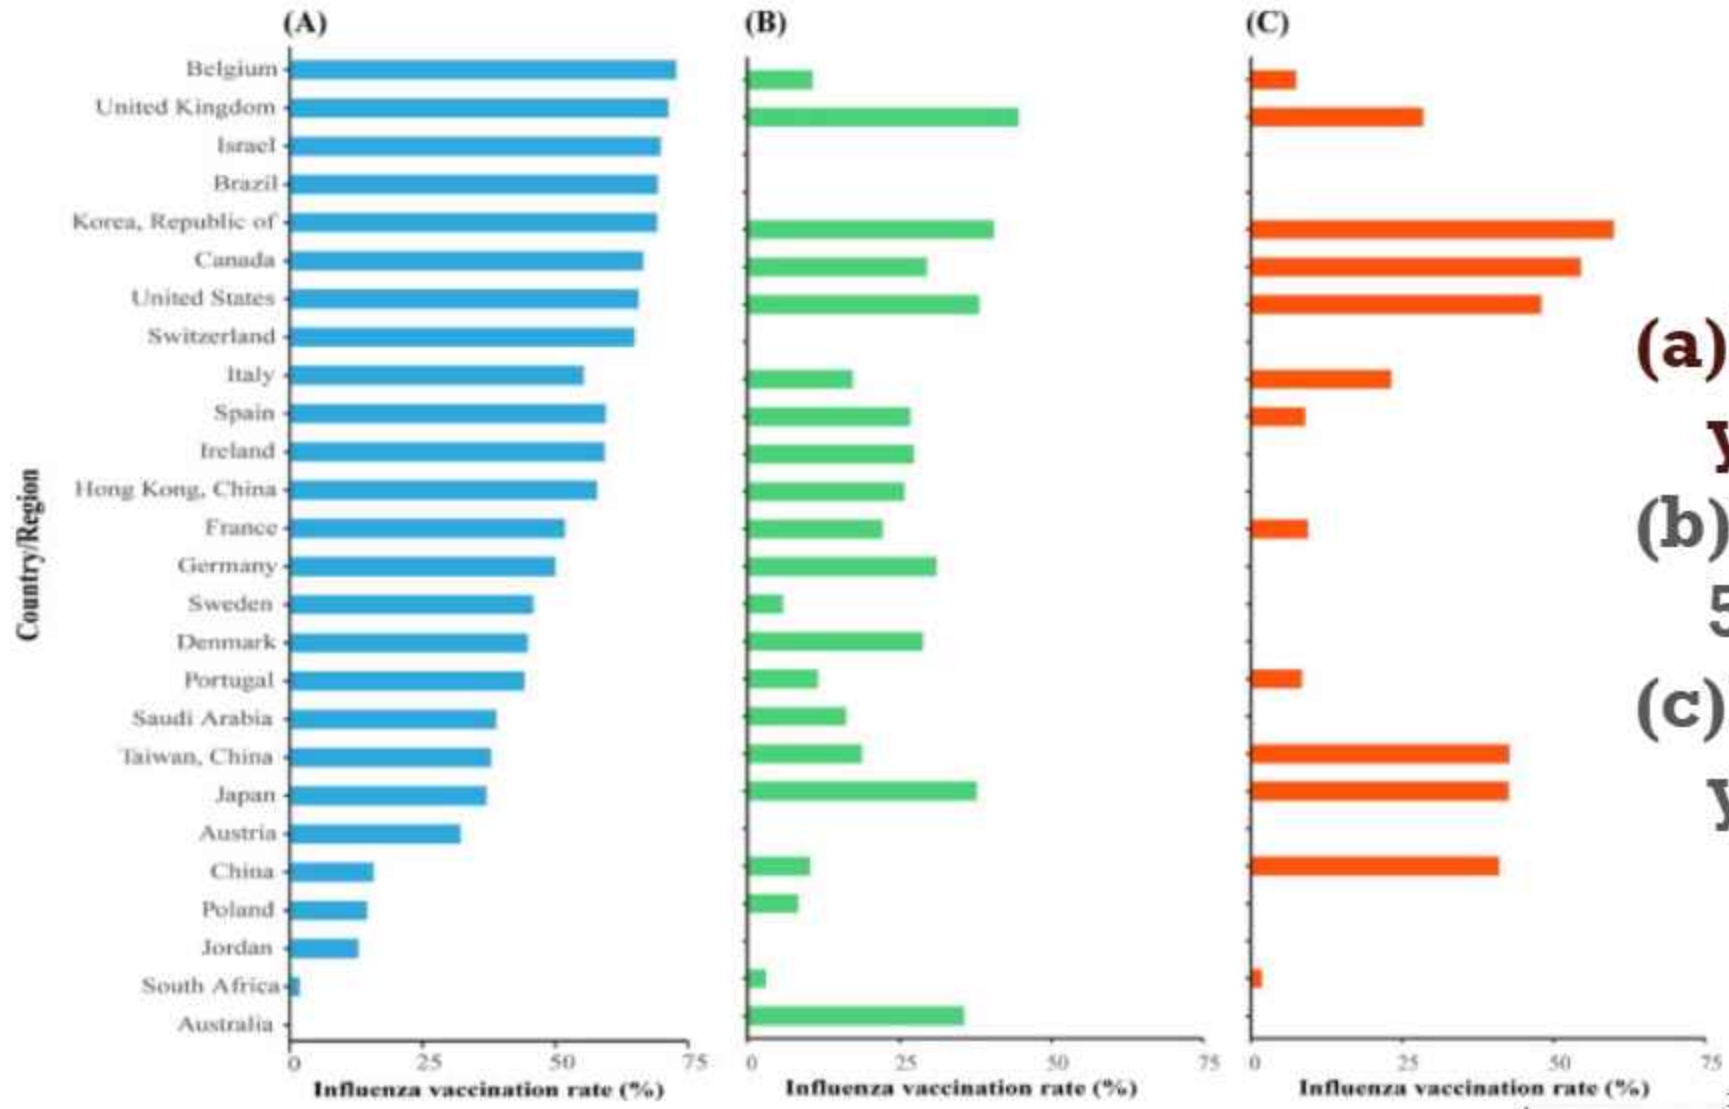 (A)
(B)
(C)
Belgium
United Kingdom
Israel
Brazil
Korea, Republic of
Canada
United States
Switzerland
Italy
Spain
Ireland
Hong Kong, China
France
Germany
Sweden
Denmark
Portugal
Saudi Arabia
Taiwan, China
Japan
Austria
China
Poland
Jordan
South Africa
Australia
Country/Region
0 25 50 75
Influenza vaccination rate (%)
0 25 50 75
Influenza vaccination rate (%)
0 25 50 75
Influenza vaccination rate (%)
(a)
y
(b)
5
(c)
y